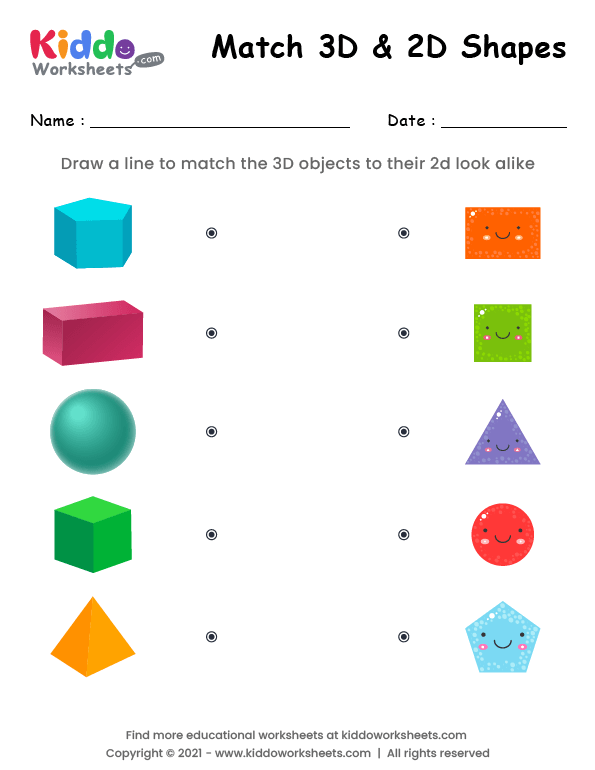 Kiddo
Worksheets.com
Match 3D & 2D Shapes
Name :
Date :
Draw a line to match the 3D objects to their 2d look alike
Find more educational worksheets at kiddoworksheets.com
Copyright © 2021 - www.kiddoworksheets.com | All rights reserved